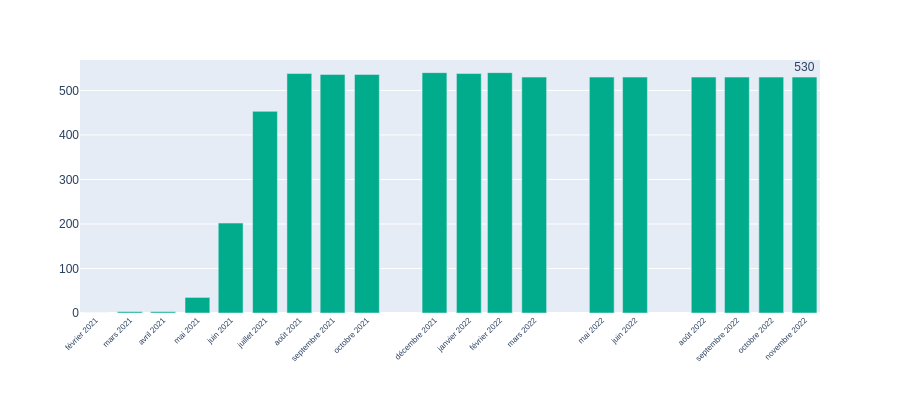 530
500
400
300
200
100
0
février 2021
mars 2021
avril 2021
mai 2021
juin 2021
juillet 2021
août 2021
septembre 2021
octobre 2021
décembre 2021
janvier 2022
février 2022
mars 2022
mai 2022
juin 2022
août 2022
septembre 2022
octobre 2022
novembre 2022